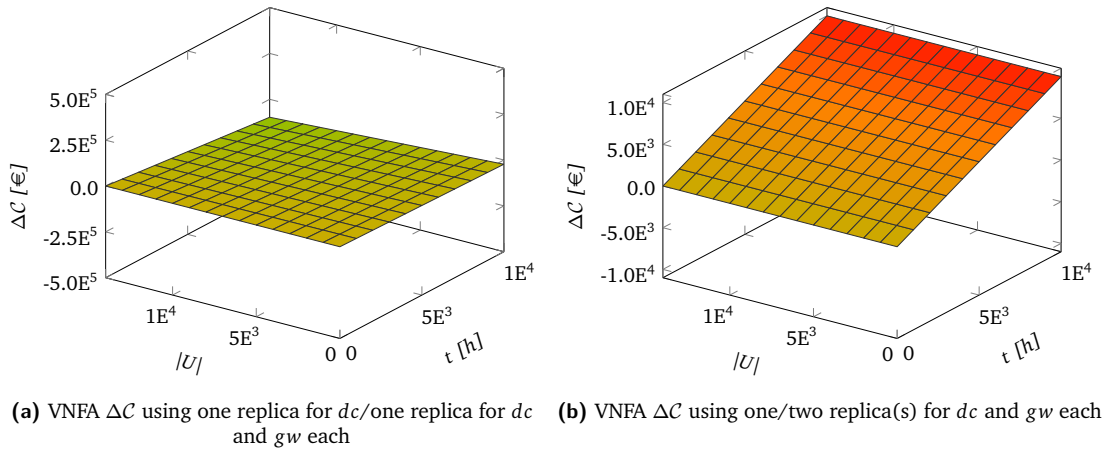 5.0E⁵
2.5E⁵
0.0
-2.5E⁵
-5.0E⁵
ΔC [€]
1E⁴
5E³
0
|U|
0
5E³
1E⁴
t [h]
1.0E⁴
5.0E³
0.0
-5.0E³
-1.0E⁴
ΔC [€]
1E⁴
5E³
0
|U|
0
5E³
1E⁴
t [h]
(a) VNFA ΔC using one replica for dc/one replica for dc
and gw each
(b) VNFA ΔC using one/two replica(s) for dc and gw each